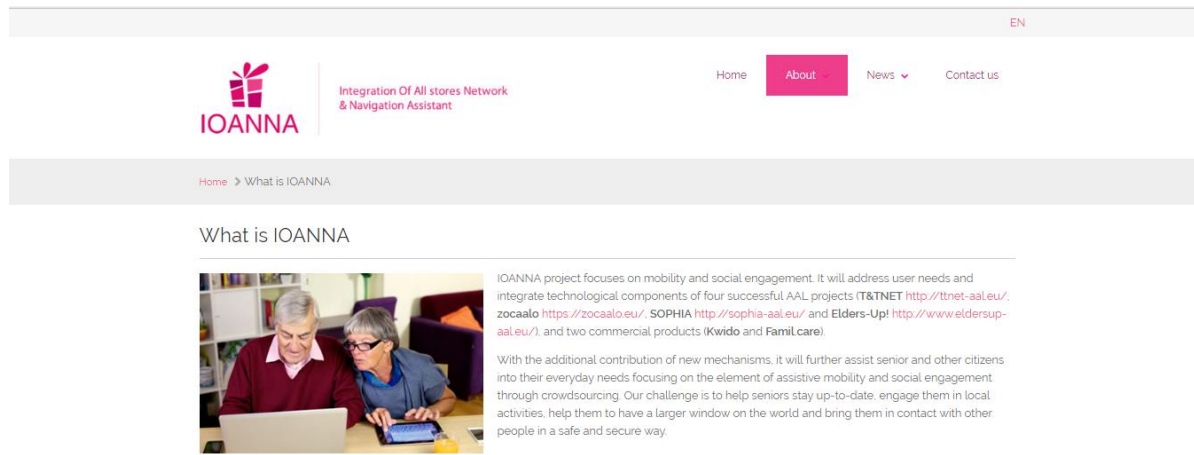 EN
Home
About
News
Contact us
IOANNA
Integration Of All stores Network
& Navigation Assistant
Home > What is IOANNA
What is IOANNA
IOANNA project focuses on mobility and social engagement. It will address user needs and
integrate technological components of four successful AAL projects (T&TNET http://ttnet-aal.eu/,
zocaalo https://zocaalo.eu/, SOPHIA http://sophia-aal.eu/ and Elders-Up! http://www.eldersup-
aal.eu/), and two commercial products (Kwido and Famil.care).
With the additional contribution of new mechanisms, it will further assist senior and other citizens
into their everyday needs focusing on the element of assistive mobility and social engagement
through crowdsourcing. Our challenge is to help seniors stay up-to-date, engage them in local
activities, help them to have a larger window on the world and bring them in contact with other
people in a safe and secure way.